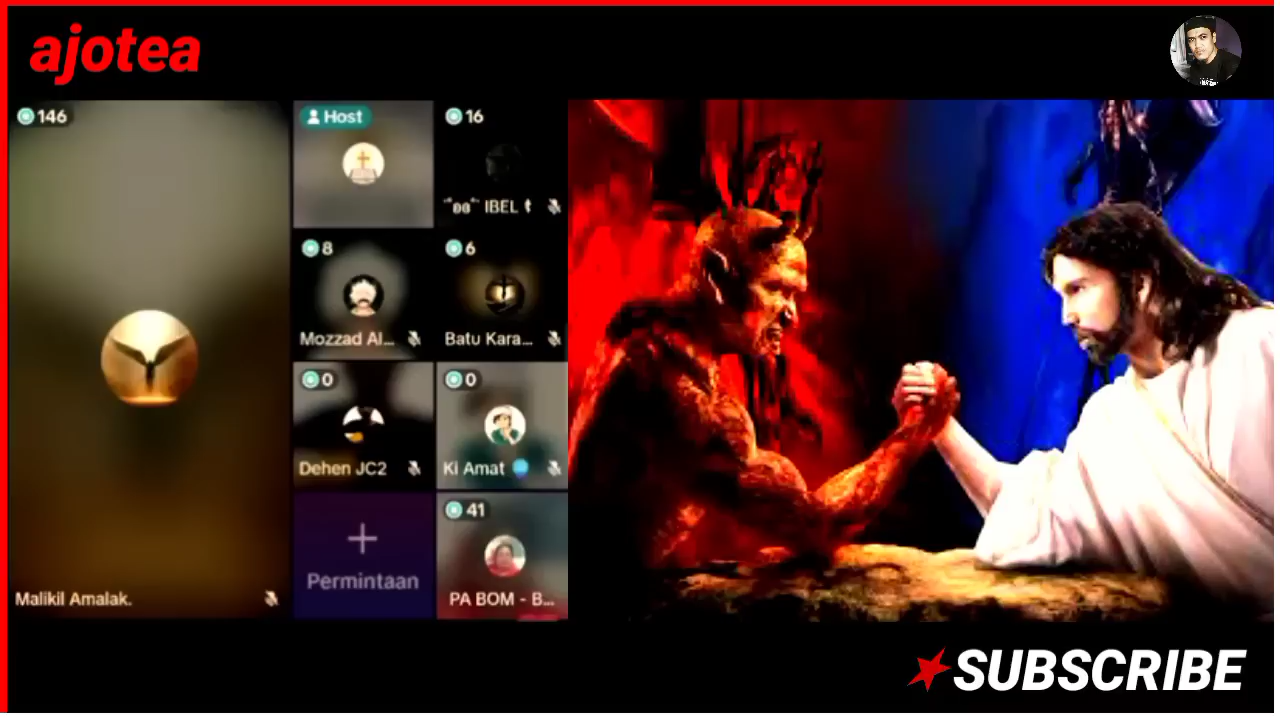 ajotea
146
Host
16
IBEL
8
6
Mozzad Al...
Batu Kara...
0
0
Dehen JC2
Ki Amat
41
Permintaan
Malikil Amalak.
PA BOM - B...
SUBSCRIBE